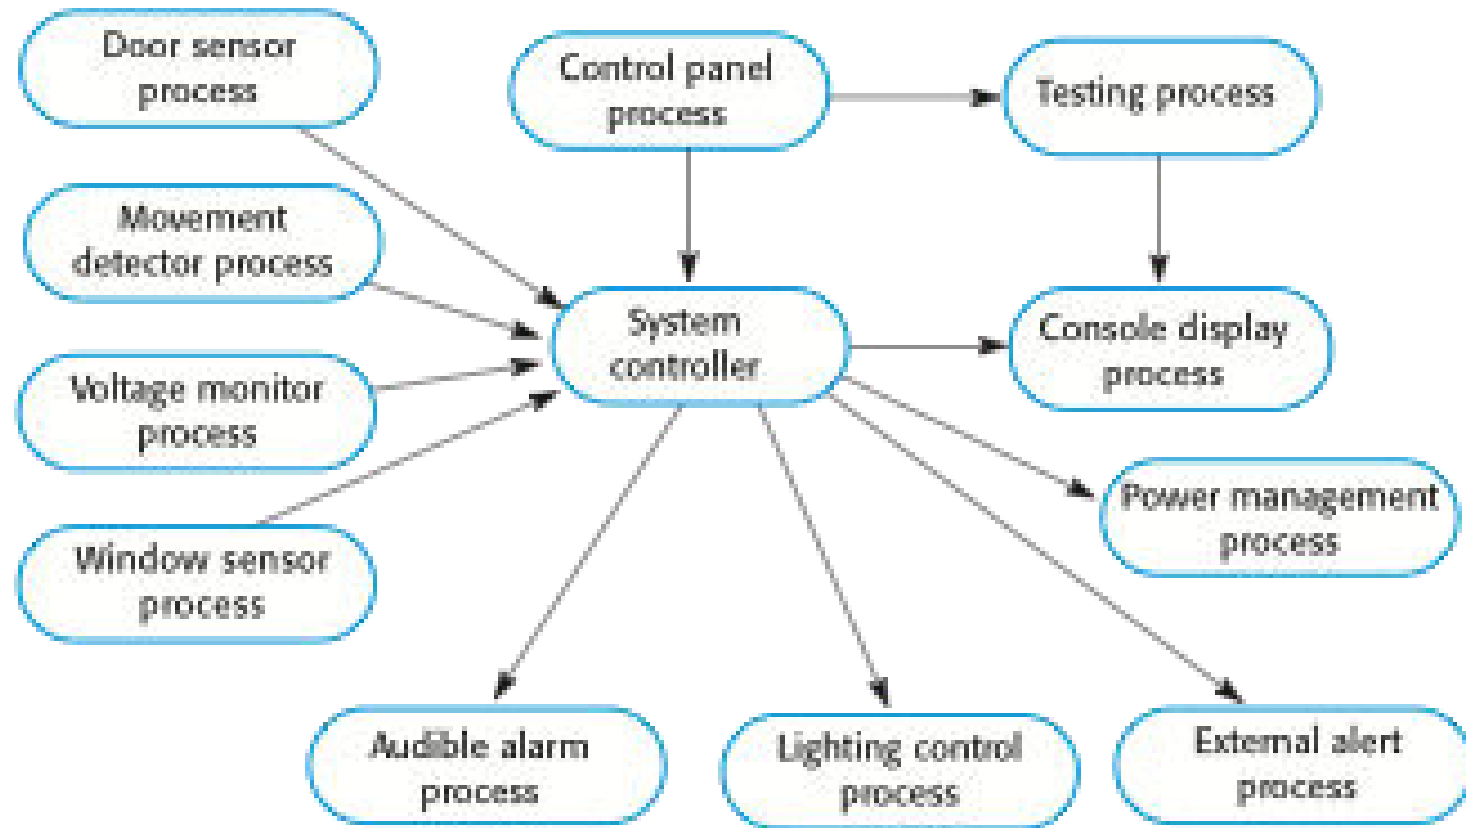 Door sensor
process
Control panel
process
Testing process
Movement
detector process
System
controller
Console display
process
Voltage monitor
process
Power management
process
Window sensor
process
Audible alarm
process
Lighting control
process
External alert
process